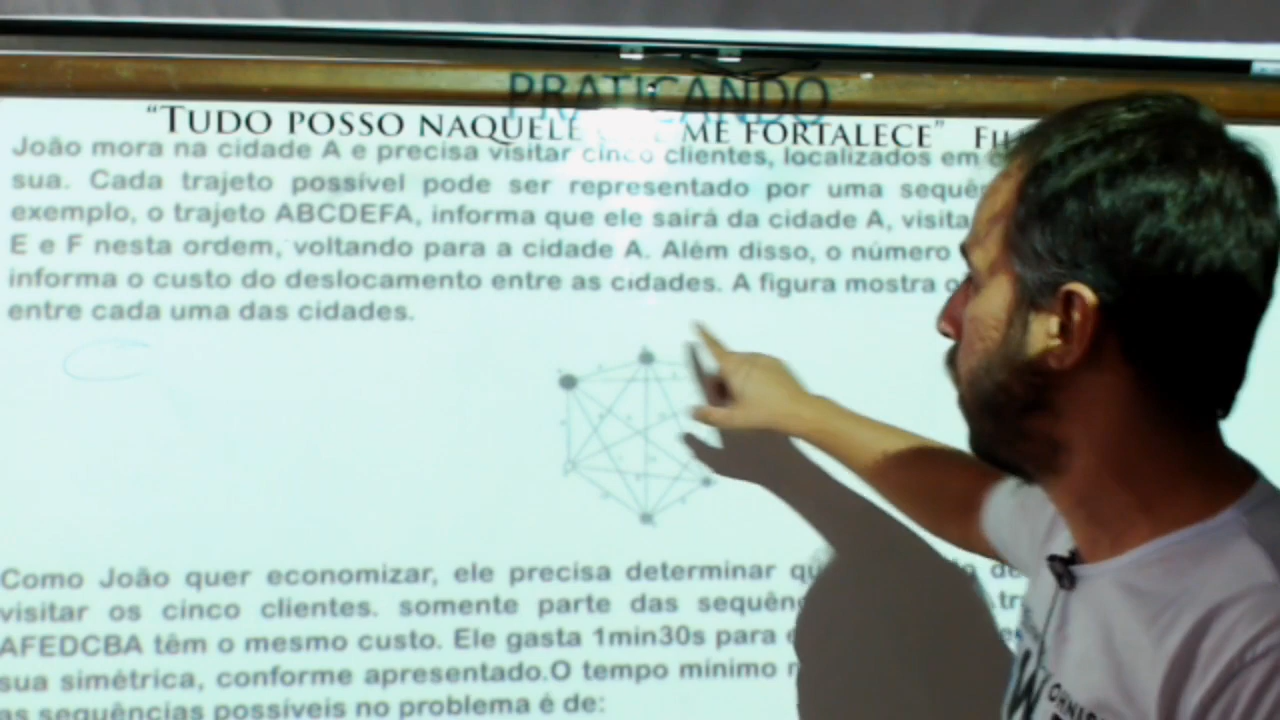 PRATICANDO
“TUDO POSSO NAQUELE ME FORTALECE”
João mora na cidade A e precisa visitar cinco clientes, localizados em
sua. Cada trajeto possível pode ser representado por uma
exemplo, o trajeto ABCDEFA, informa que ele sairá da cidade A,
E e F nesta ordem, voltando para a cidade A. Além disso, o número
informa o custo do deslocamento entre as cidades. A figura mostra
entre cada uma das cidades.
Como João quer economizar, ele precisa determinar
visitar os cinco clientes. somente parte das
AFEDCBA têm o mesmo custo. Ele gasta 1min30s para
sua simétrica, conforme apresentado.O tempo mínimo
as sequências possíveis no problema é de: